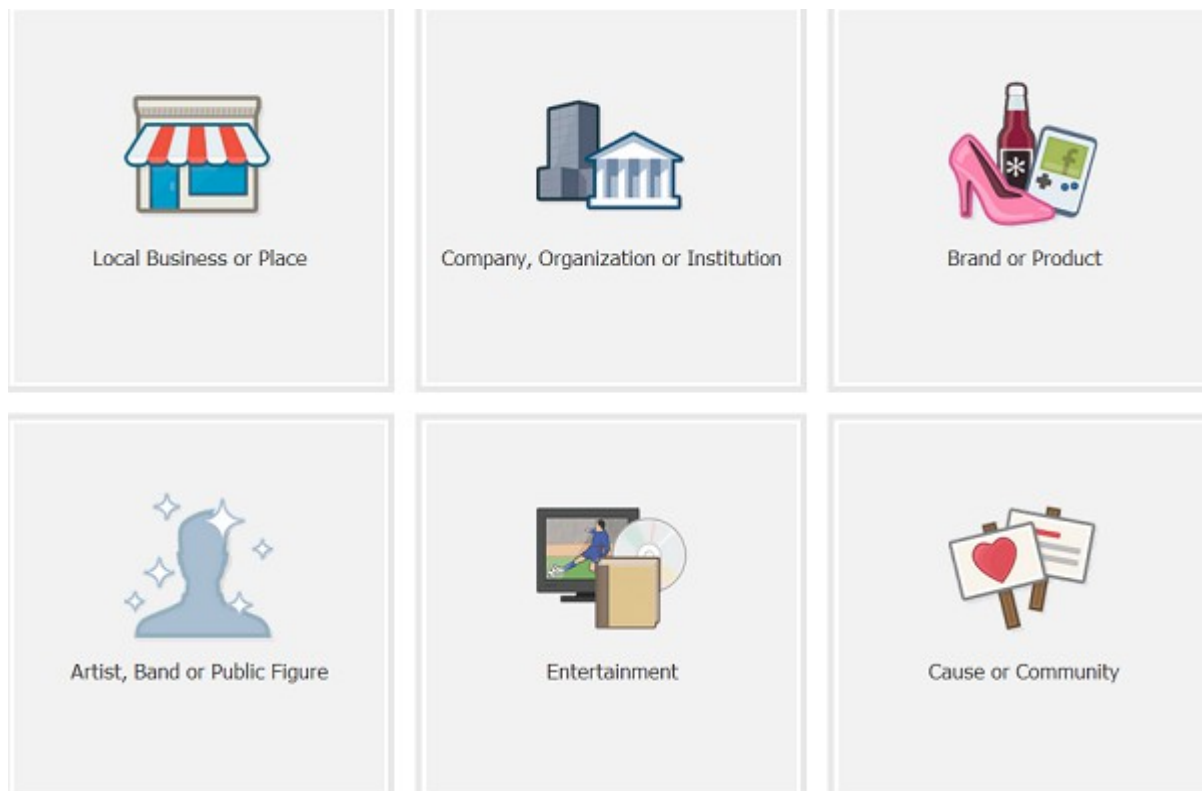 Local Business or Place
Company, Organization or Institution
Brand or Product
Artist, Band or Public Figure
Entertainment
Cause or Community